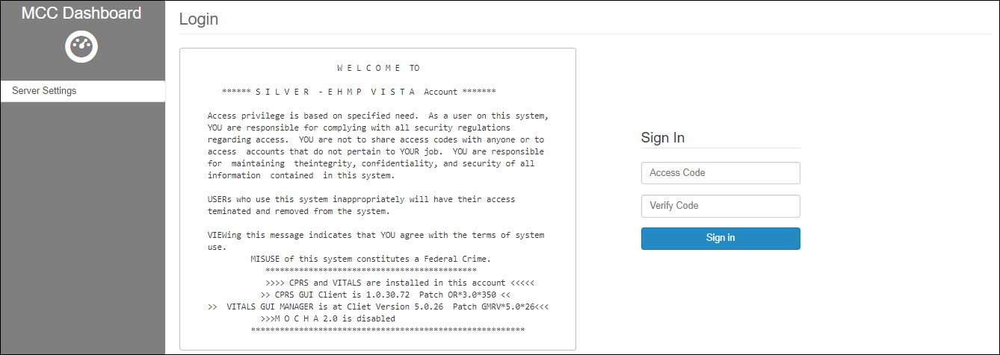 MCC Dashboard
Login
Server Settings
W E L C O M E  TO
****** S I L V E R  - E H M P  V I S T A  Account *******
Access privilege is based on specified need.  As a user on this system,
YOU are responsible for complying with all security regulations
regarding access.  YOU are not to share access codes with anyone or to
access  accounts that do not pertain to YOUR job.  YOU are responsible
for  maintaining  theintegrity, confidentiality, and security of all
information  contained  in this system.
USERs who use this system inappropriately will have their access
teminated and removed from the system.
VIEWing this message indicates that YOU agree with the terms of system
use.
MISUSE of this system constitutes a Federal Crime.
********************************************
>>>> CPRS and VITALS are installed in this account <<<<<
>> CPRS GUI Client is 1.0.30.72  Patch OR*3.0*350 <<
>>  VITALS GUI MANAGER is at Cliet Version 5.0.26  Patch GMRV*5.0*26<<<
>>>M O C H A 2.0 is disabled
*********************************************************
Sign In
Access Code
Verify Code
Sign in